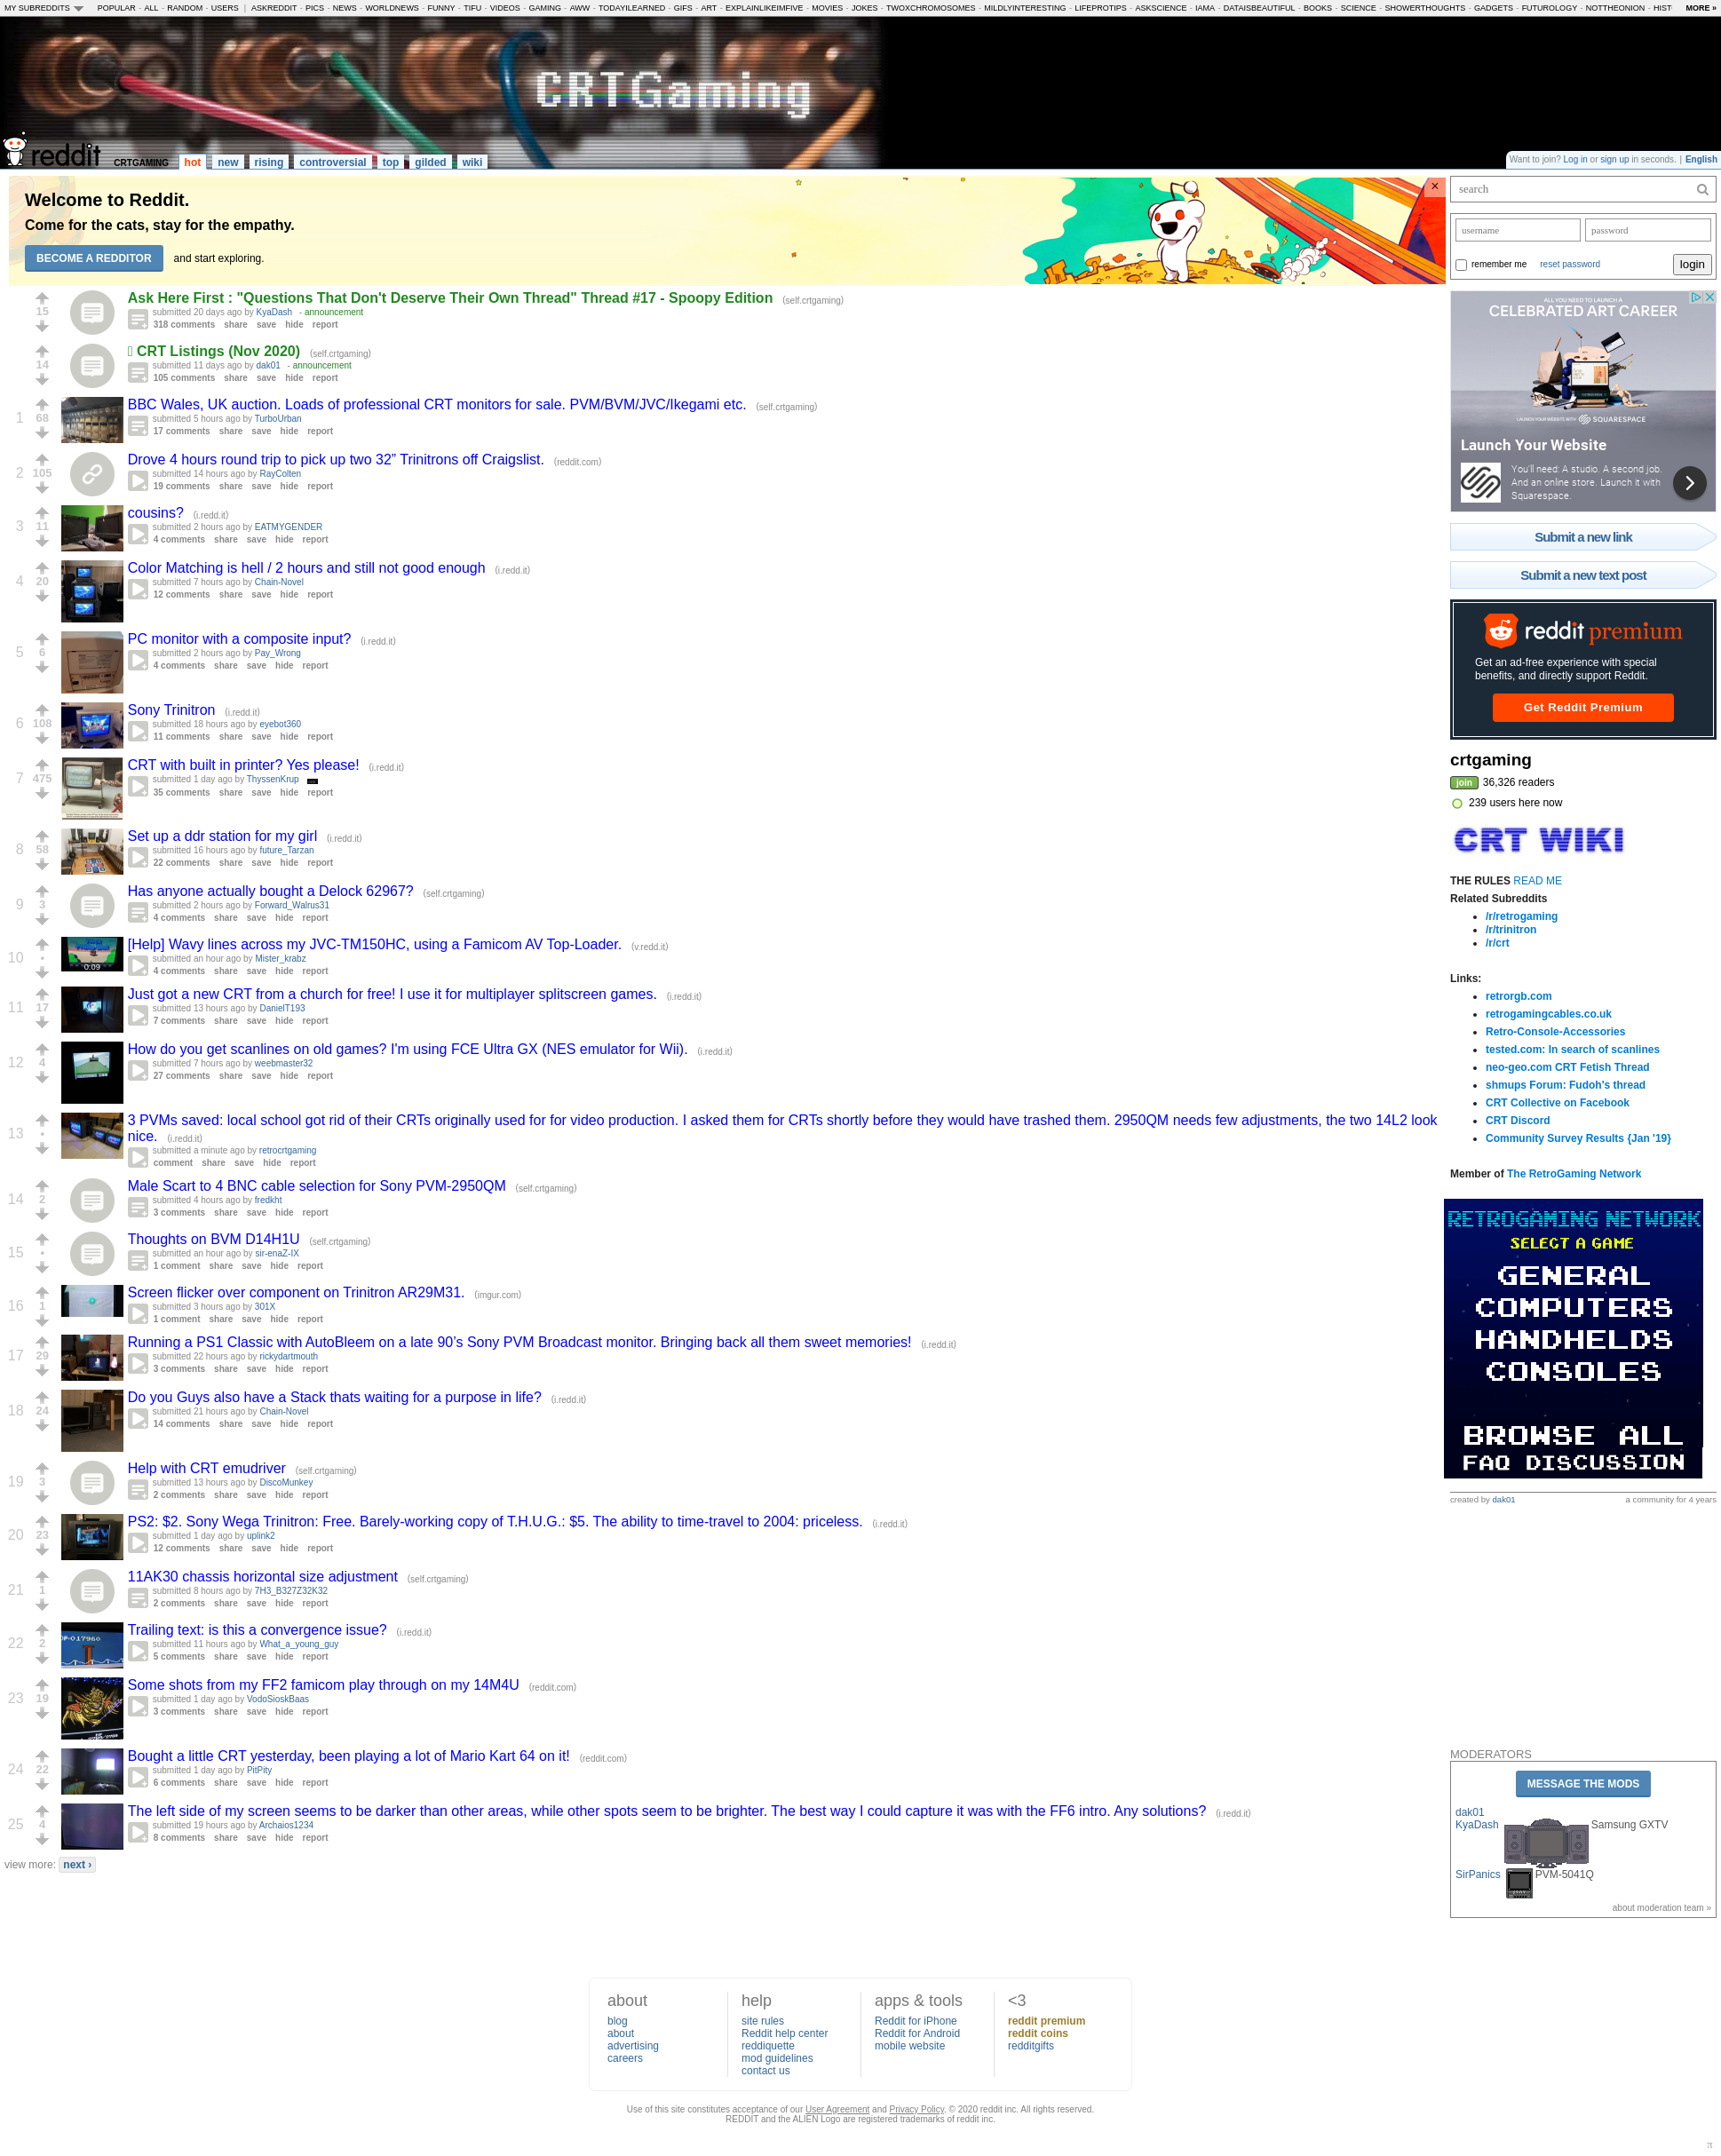 MY SUBREDDITS POPULAR - ALL - RANDOM - USERS | ASKREDDIT - PICS - NEWS - WORLDNEWS - FUNNY - TIFU - VIDEOS - GAMING - AWW - TODAYILEARNED - GIFS - ART - EXPLAINLIKEIMFIVE - MOVIES - JOKES - TWOXCHROMOSOMES - MILDLYINTERESTING - LIFEPROTIPS - ASKSCIENCE - IAMA - DATAISBEAUTIFUL - BOOKS - SCIENCE - SHOWERTHOUGHTS - GADGETS - FUTUROLOGY - NOTTHEONION - HIST MORE »
CRTGaming
reddit CRTGAMING hot new rising controversial top gilded wiki
Want to join? Log in or sign up in seconds. | English
Welcome to Reddit.
Come for the cats, stay for the empathy.
BECOME A REDDITOR and start exploring.
×
15
Ask Here First : "Questions That Don't Deserve Their Own Thread" Thread #17 - Spoopy Edition (self.crtgaming)
submitted 20 days ago by KyaDash - announcement
318 comments share save hide report
14
CRT Listings (Nov 2020) (self.crtgaming)
submitted 11 days ago by dak01 - announcement
105 comments share save hide report
1 68
BBC Wales, UK auction. Loads of professional CRT monitors for sale. PVM/BVM/JVC/Ikegami etc. (self.crtgaming)
submitted 5 hours ago by TurboUrban
17 comments share save hide report
2 105
Drove 4 hours round trip to pick up two 32” Trinitrons off Craigslist. (reddit.com)
submitted 14 hours ago by RayColten
19 comments share save hide report
3 11
cousins? (i.redd.it)
submitted 2 hours ago by EATMYGENDER
4 comments share save hide report
4 20
Color Matching is hell / 2 hours and still not good enough (i.redd.it)
submitted 7 hours ago by Chain-Novel
12 comments share save hide report
5 6
PC monitor with a composite input? (i.redd.it)
submitted 2 hours ago by Pay_Wrong
4 comments share save hide report
6 108
Sony Trinitron (i.redd.it)
submitted 18 hours ago by eyebot360
11 comments share save hide report
7 475
CRT with built in printer? Yes please! (i.redd.it)
submitted 1 day ago by ThyssenKrup
35 comments share save hide report
8 58
Set up a ddr station for my girl (i.redd.it)
submitted 16 hours ago by future_Tarzan
22 comments share save hide report
9 3
Has anyone actually bought a Delock 62967? (self.crtgaming)
submitted 2 hours ago by Forward_Walrus31
4 comments share save hide report
10 •
0:09
[Help] Wavy lines across my JVC-TM150HC, using a Famicom AV Top-Loader. (v.redd.it)
submitted an hour ago by Mister_krabz
4 comments share save hide report
11 17
Just got a new CRT from a church for free! I use it for multiplayer splitscreen games. (i.redd.it)
submitted 13 hours ago by DanielT193
7 comments share save hide report
12 4
How do you get scanlines on old games? I'm using FCE Ultra GX (NES emulator for Wii). (i.redd.it)
submitted 7 hours ago by weebmaster32
27 comments share save hide report
13 •
3 PVMs saved: local school got rid of their CRTs originally used for for video production. I asked them for CRTs shortly before they would have trashed them. 2950QM needs few adjustments, the two 14L2 look
nice. (i.redd.it)
submitted a minute ago by retrocrtgaming
comment share save hide report
14 2
Male Scart to 4 BNC cable selection for Sony PVM-2950QM (self.crtgaming)
submitted 4 hours ago by fredkht
3 comments share save hide report
15 •
Thoughts on BVM D14H1U (self.crtgaming)
submitted an hour ago by sir-enaZ-IX
1 comment share save hide report
16 1
Screen flicker over component on Trinitron AR29M31. (imgur.com)
submitted 3 hours ago by 301X
1 comment share save hide report
17 29
Running a PS1 Classic with AutoBleem on a late 90’s Sony PVM Broadcast monitor. Bringing back all them sweet memories! (i.redd.it)
submitted 22 hours ago by rickydartmouth
3 comments share save hide report
18 24
Do you Guys also have a Stack thats waiting for a purpose in life? (i.redd.it)
submitted 21 hours ago by Chain-Novel
14 comments share save hide report
19 3
Help with CRT emudriver (self.crtgaming)
submitted 13 hours ago by DiscoMunkey
2 comments share save hide report
20 23
PS2: $2. Sony Wega Trinitron: Free. Barely-working copy of T.H.U.G.: $5. The ability to time-travel to 2004: priceless. (i.redd.it)
submitted 1 day ago by uplink2
12 comments share save hide report
21 1
11AK30 chassis horizontal size adjustment (self.crtgaming)
submitted 8 hours ago by 7H3_B327Z32K32
2 comments share save hide report
22 2
Trailing text: is this a convergence issue? (i.redd.it)
submitted 11 hours ago by What_a_young_guy
5 comments share save hide report
23 19
Some shots from my FF2 famicom play through on my 14M4U (reddit.com)
submitted 1 day ago by VodoSioskBaas
3 comments share save hide report
24 22
Bought a little CRT yesterday, been playing a lot of Mario Kart 64 on it! (reddit.com)
submitted 1 day ago by PitPity
6 comments share save hide report
25 4
The left side of my screen seems to be darker than other areas, while other spots seem to be brighter. The best way I could capture it was with the FF6 intro. Any solutions? (i.redd.it)
submitted 19 hours ago by Archaios1234
8 comments share save hide report
view more: next ›
search
username password
remember me reset password login
ALL YOU NEED TO LAUNCH A
CELEBRATED ART CAREER
LAUNCH YOUR WEBSITE WITH SQUARESPACE
Launch Your Website
You'll need: A studio. A second job.
And an online store. Launch it with
Squarespace.
Submit a new link
Submit a new text post
reddit premium
Get an ad-free experience with special
benefits, and directly support Reddit.
Get Reddit Premium
crtgaming
join 36,326 readers
239 users here now
CRT WIKI
THE RULES READ ME
Related Subreddits
/r/retrogaming
/r/trinitron
/r/crt
Links:
retrorgb.com
retrogamingcables.co.uk
Retro-Console-Accessories
tested.com: In search of scanlines
neo-geo.com CRT Fetish Thread
shmups Forum: Fudoh's thread
CRT Collective on Facebook
CRT Discord
Community Survey Results {Jan '19}
Member of The RetroGaming Network
RETROGAMING NETWORK
SELECT A GAME
GENERAL
COMPUTERS
HANDHELDS
CONSOLES
BROWSE ALL
FAQ DISCUSSION
created by dak01 a community for 4 years
MODERATORS
MESSAGE THE MODS
dak01
KyaDash Samsung GXTV
SirPanics PVM-5041Q
about moderation team »
about
blog
about
advertising
careers
help
site rules
Reddit help center
reddiquette
mod guidelines
contact us
apps & tools
Reddit for iPhone
Reddit for Android
mobile website
<3
reddit premium
reddit coins
redditgifts
Use of this site constitutes acceptance of our User Agreement and Privacy Policy. © 2020 reddit inc. All rights reserved.
REDDIT and the ALIEN Logo are registered trademarks of reddit inc.
π